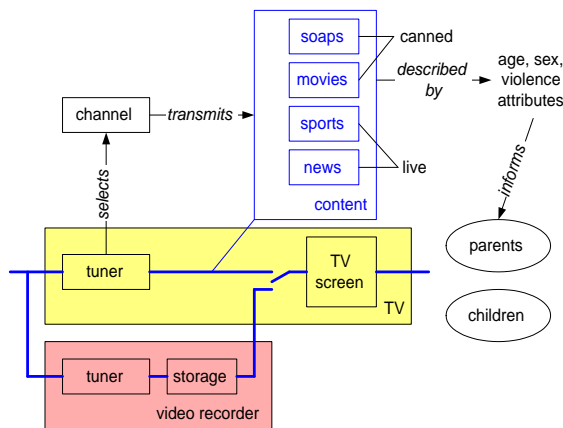 soaps
canned
movies
described
by
age, sex,
violence
attributes
channel
transmits
sports
news
live
content
selects
informs
tuner
TV
screen
TV
parents
children
tuner
storage
video recorder